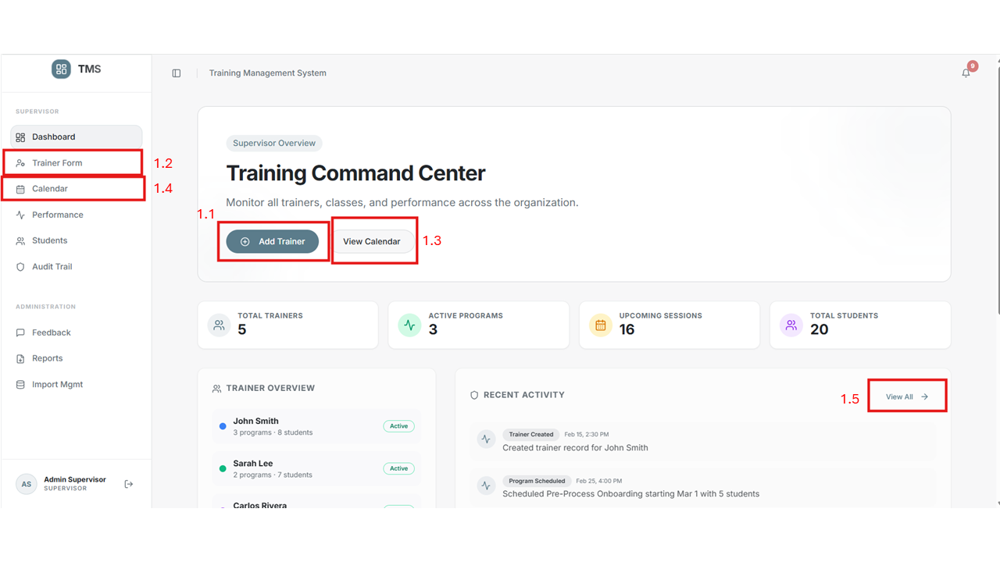 TMS
Training Management System
9
SUPERVISOR
Dashboard
Trainer Form
1.2
Calendar
1.4
Performance
Students
Audit Trail
ADMINISTRATION
Feedback
Reports
Import Mgmt
AS
Admin Supervisor
SUPERVISOR
Supervisor Overview
Training Command Center
Monitor all trainers, classes, and performance across the organization.
1.1
Add Trainer
View Calendar
1.3
TOTAL TRAINERS
5
ACTIVE PROGRAMS
3
UPCOMING SESSIONS
16
TOTAL STUDENTS
20
TRAINER OVERVIEW
John Smith
3 programs · 8 students
Active
Sarah Lee
2 programs · 7 students
Active
Carlos Rivera
RECENT ACTIVITY
1.5
View All
Trainer Created Feb 15, 2:30 PM
Created trainer record for John Smith
Program Scheduled Feb 25, 4:00 PM
Scheduled Pre-Process Onboarding starting Mar 1 with 5 students